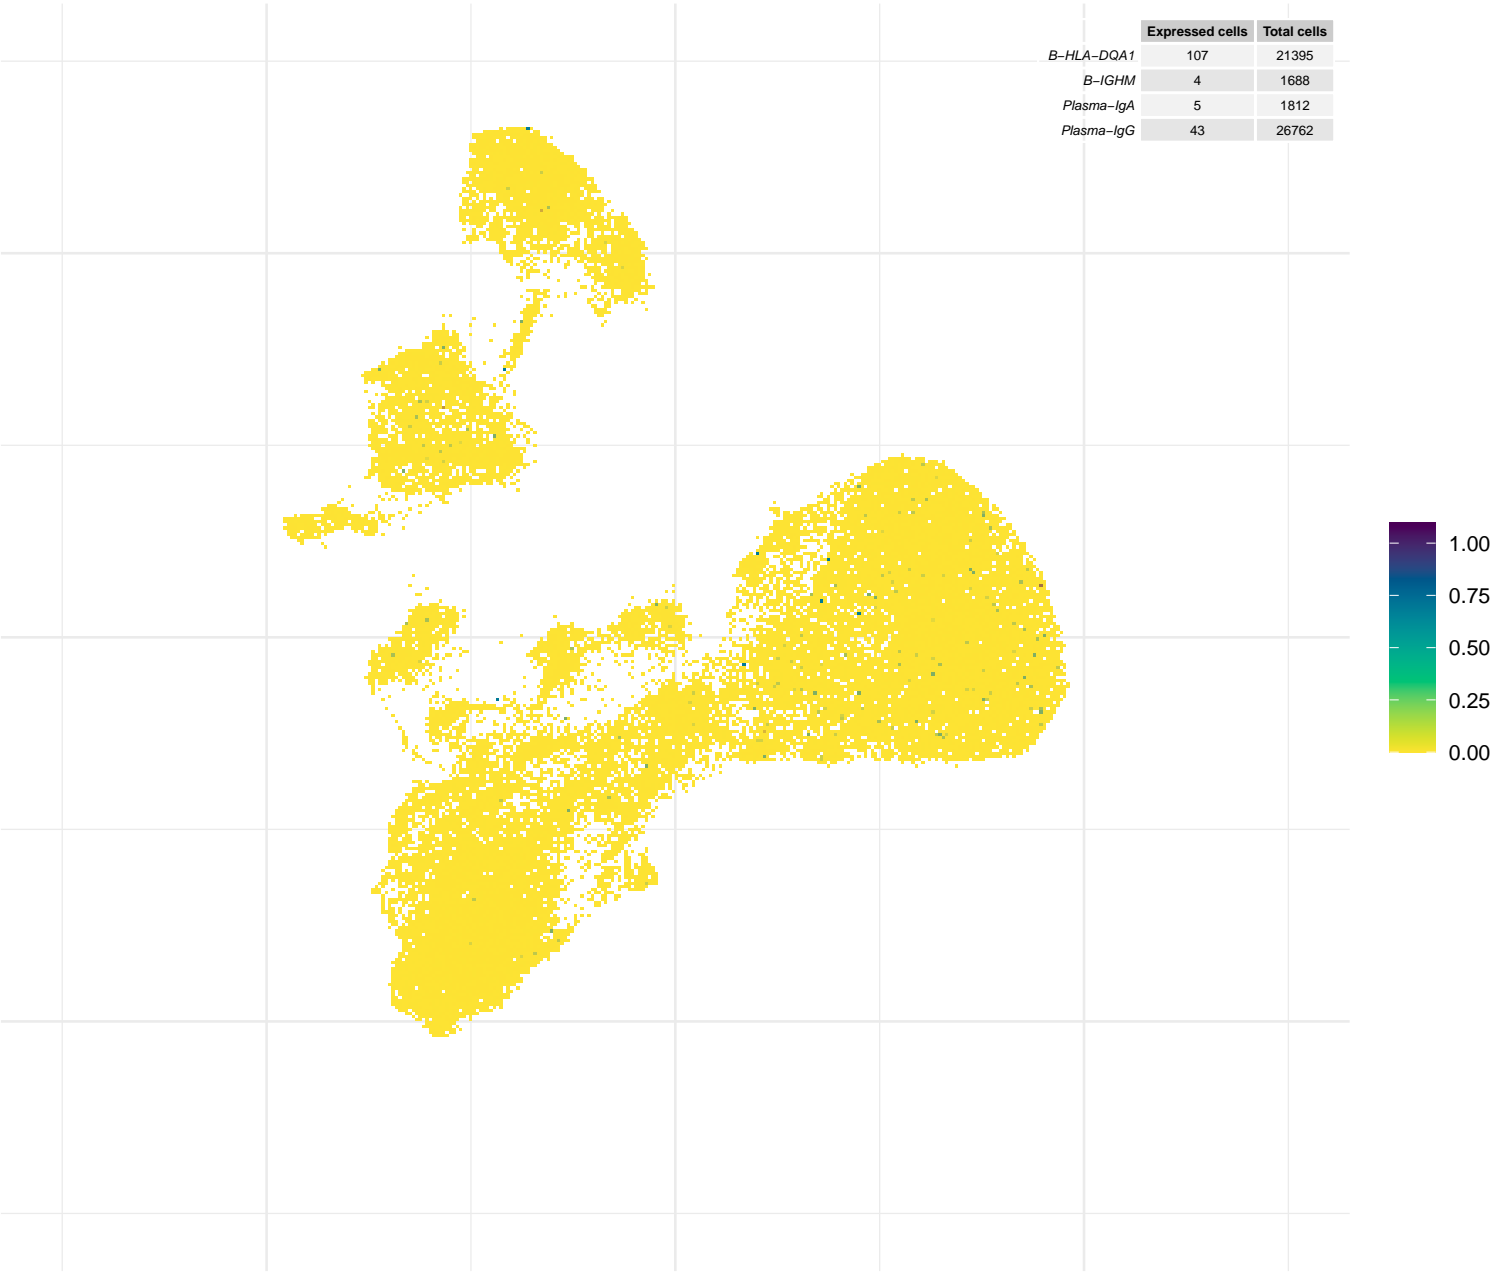 Expressed cells Total cells
B−HLA−DQA1 107 21395
B−IGHM 4 1688
Plasma−IgA 5 1812
Plasma−IgG 43 26762
1.00
0.75
0.50
0.25
0.00